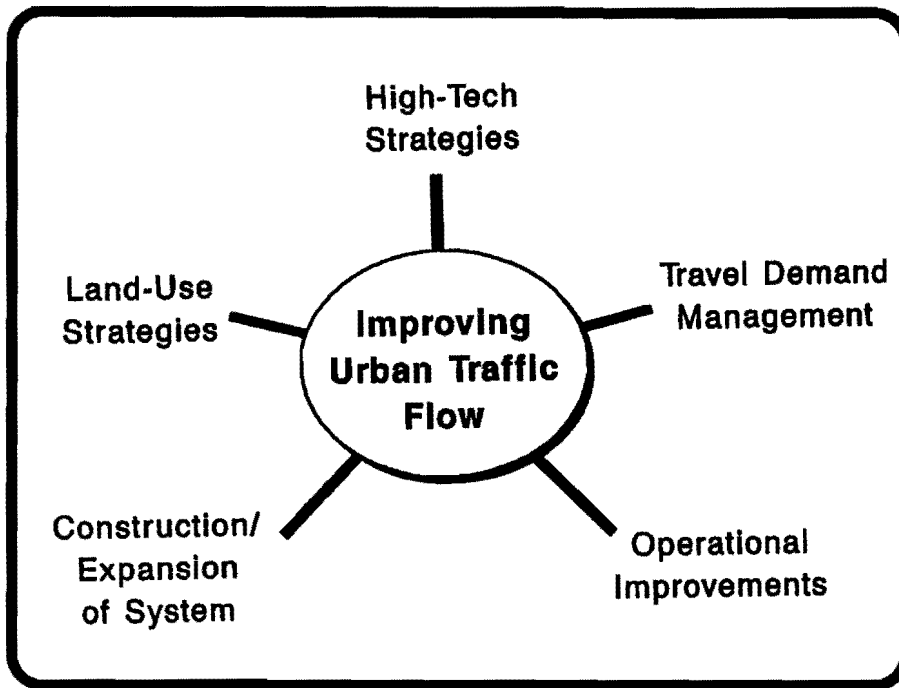 High-Tech
Strategies
Land-Use
Strategies
Travel Demand
Management
Improving
Urban Traffic
Flow
Construction/
Expansion
of System
Operational
Improvements